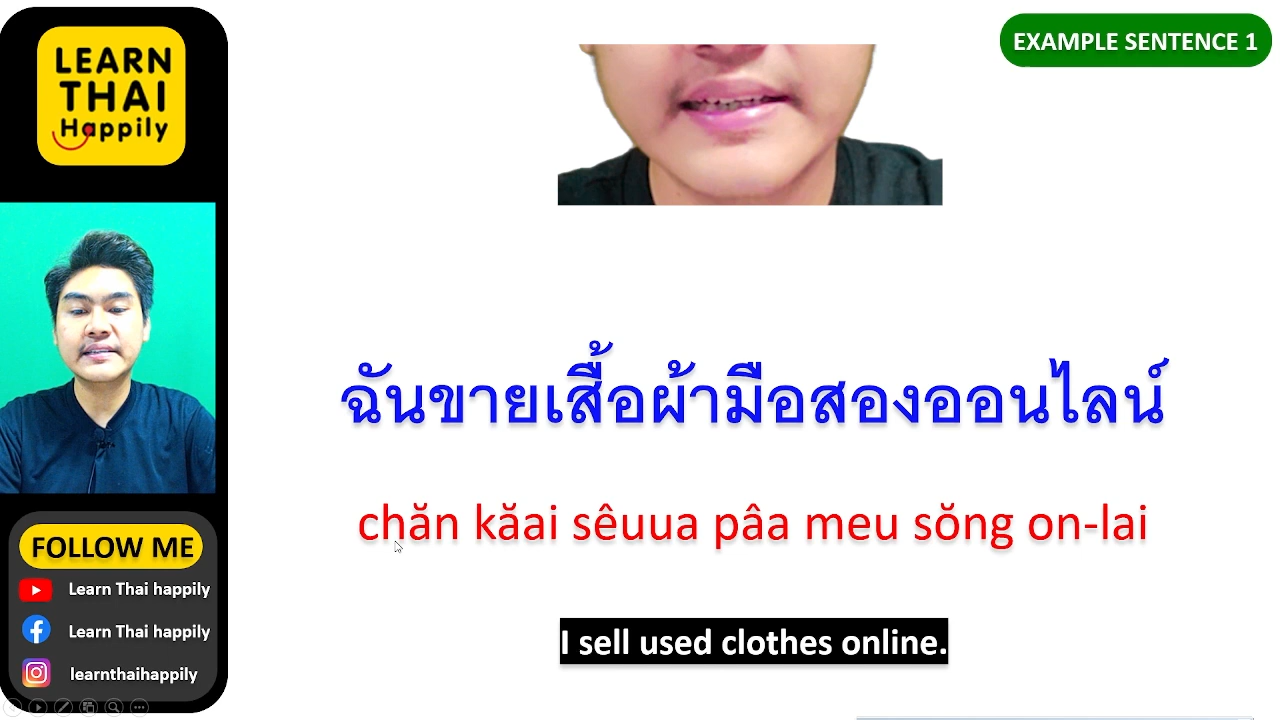 LEARN
THAI
Happily
EXAMPLE SENTENCE 1
ฉันขายเสื้อผ้ามือสองออนไลน์
chăn kăai sêuua pâa meu sŏng on-lai
I sell used clothes online.
FOLLOW ME
Learn Thai happily
Learn Thai happily
learnthaihappily